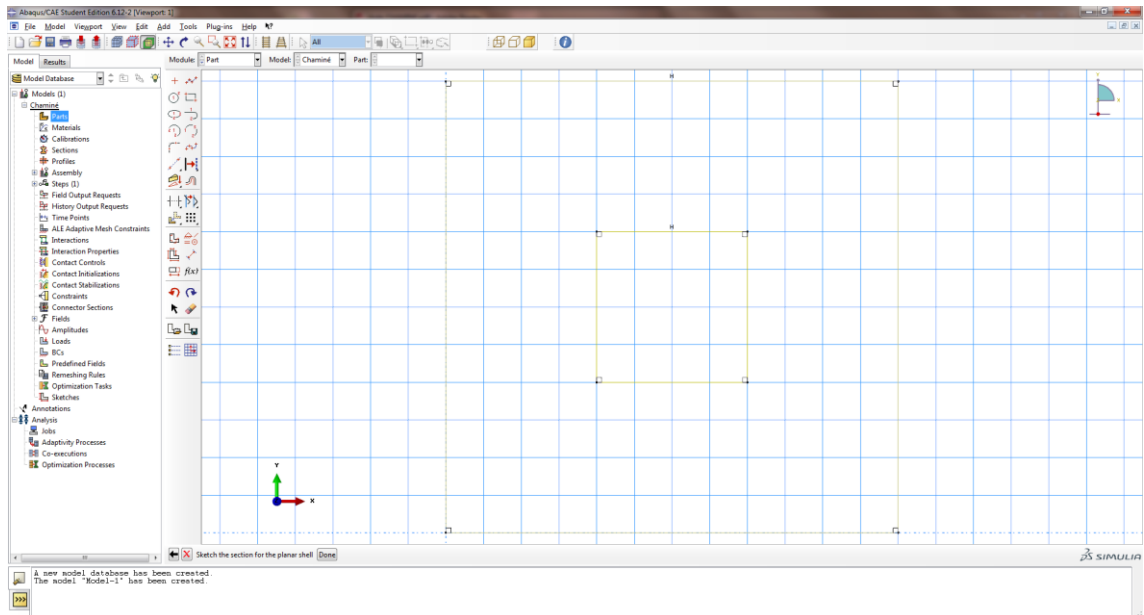 Abaqus/CAE Student Edition 6.12-2 [Viewport: 1]
File Model Viewport View Edit Add Tools Plug-ins Help
All
Model Results
Module: Part Model: Chaminé Part:
Model Database
Models (1)
Chaminé
Parts
Materials
Calibrations
Sections
Profiles
Assembly
Steps (1)
Field Output Requests
History Output Requests
Time Points
ALE Adaptive Mesh Constraints
Interactions
Interaction Properties
Contact Controls
Contact Initializations
Contact Stabilizations
Constraints
Connector Sections
Fields
Amplitudes
Loads
BCs
Predefined Fields
Remeshing Rules
Optimization Tasks
Sketches
Annotations
Analysis
Jobs
Adaptivity Processes
Co-executions
Optimization Processes
f(x)
H
H
Y
X
Sketch the section for the planar shell Done
SIMULIA
A new model database has been created.
The model "Model-1" has been created.
>>>